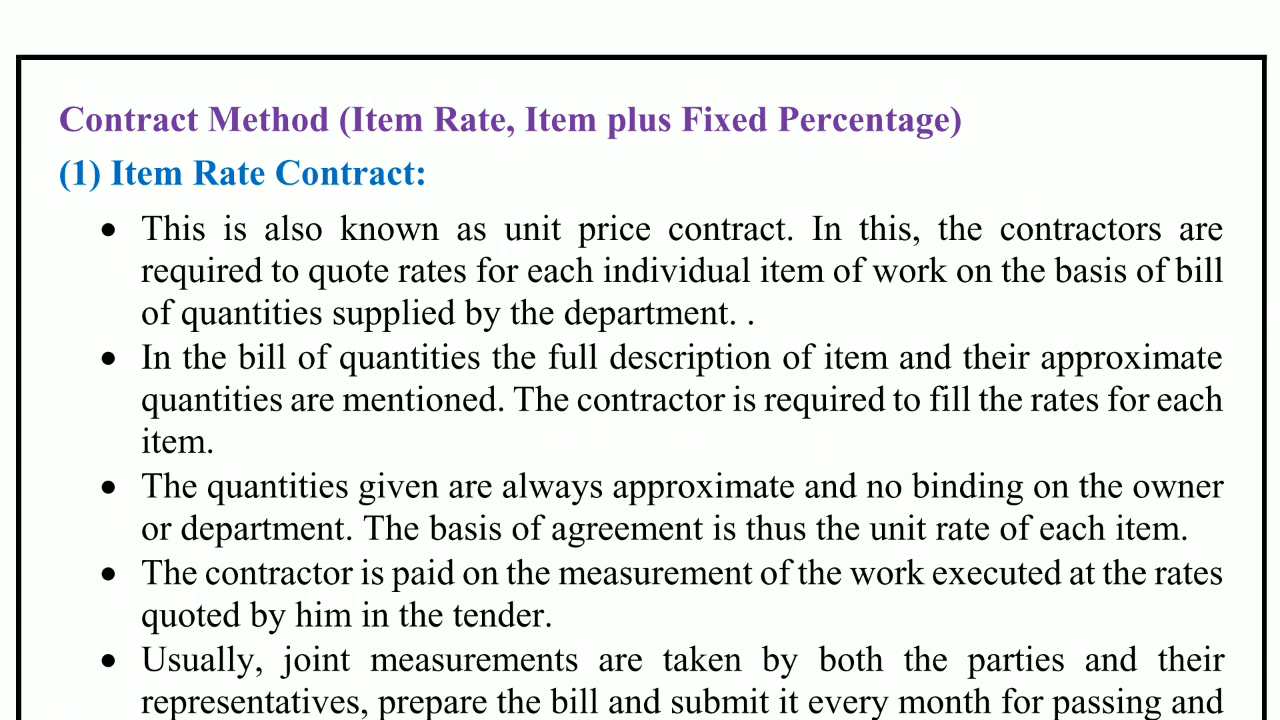 Contract Method (Item Rate, Item plus Fixed Percentage)
(1) Item Rate Contract:
• This is also known as unit price contract. In this, the contractors are
required to quote rates for each individual item of work on the basis of bill
of quantities supplied by the department. .
• In the bill of quantities the full description of item and their approximate
quantities are mentioned. The contractor is required to fill the rates for each
item.
• The quantities given are always approximate and no binding on the owner
or department. The basis of agreement is thus the unit rate of each item.
• The contractor is paid on the measurement of the work executed at the rates
quoted by him in the tender.
• Usually, joint measurements are taken by both the parties and their
representatives, prepare the bill and submit it every month for passing and